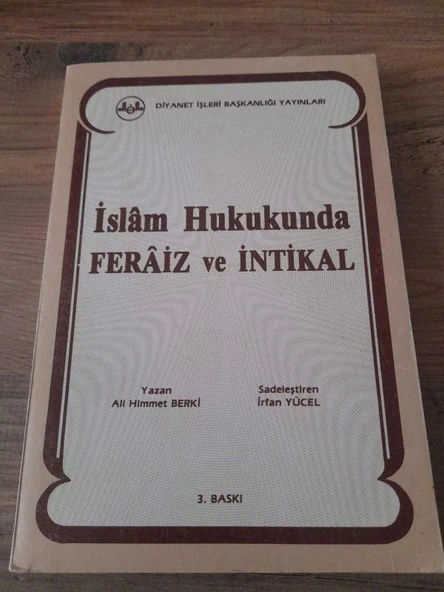 DİYANET İŞLERİ BAŞKANLIĞI YAYINLARI
İslâm Hukukunda
FERÂİZ ve İNTİKAL
Yazan
Ali Himmet BERKİ
Sadeleştiren
İrfan YÜCEL
3. BASKI